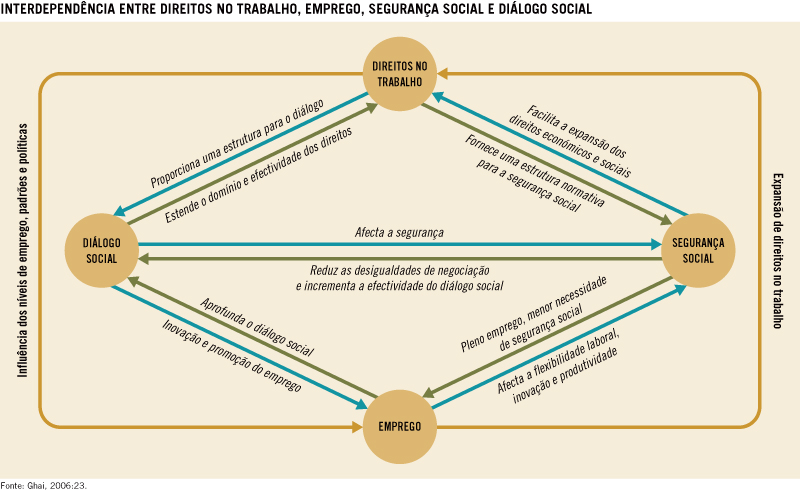 INTERDEPENDÊNCIA ENTRE DIREITOS NO TRABALHO, EMPREGO, SEGURANÇA SOCIAL E DIÁLOGO SOCIAL
DIREITOS NO
TRABALHO
Proporciona uma estrutura para o diálogo
Estende o domínio e efectividade dos direitos
Facilita a expansão dos
direitos econômicos e sociais
Fornece uma estrutura normativa
para a segurança social
Influência dos níveis de emprego, padrões e políticas
Expansão de direitos no trabalho
DIÁLOGO
SOCIAL
Afecta a segurança
SEGURANÇA
SOCIAL
Reduz as desigualdades de negociação
e incrementa a efectividade do diálogo social
Aprofunda o diálogo social
Inovação e promoção do emprego
Pleno emprego, menor necessidade
de segurança social
Afecta a flexibilidade laboral,
inovação e produtividade
EMPREGO
Fonte: Ghai, 2006:23.